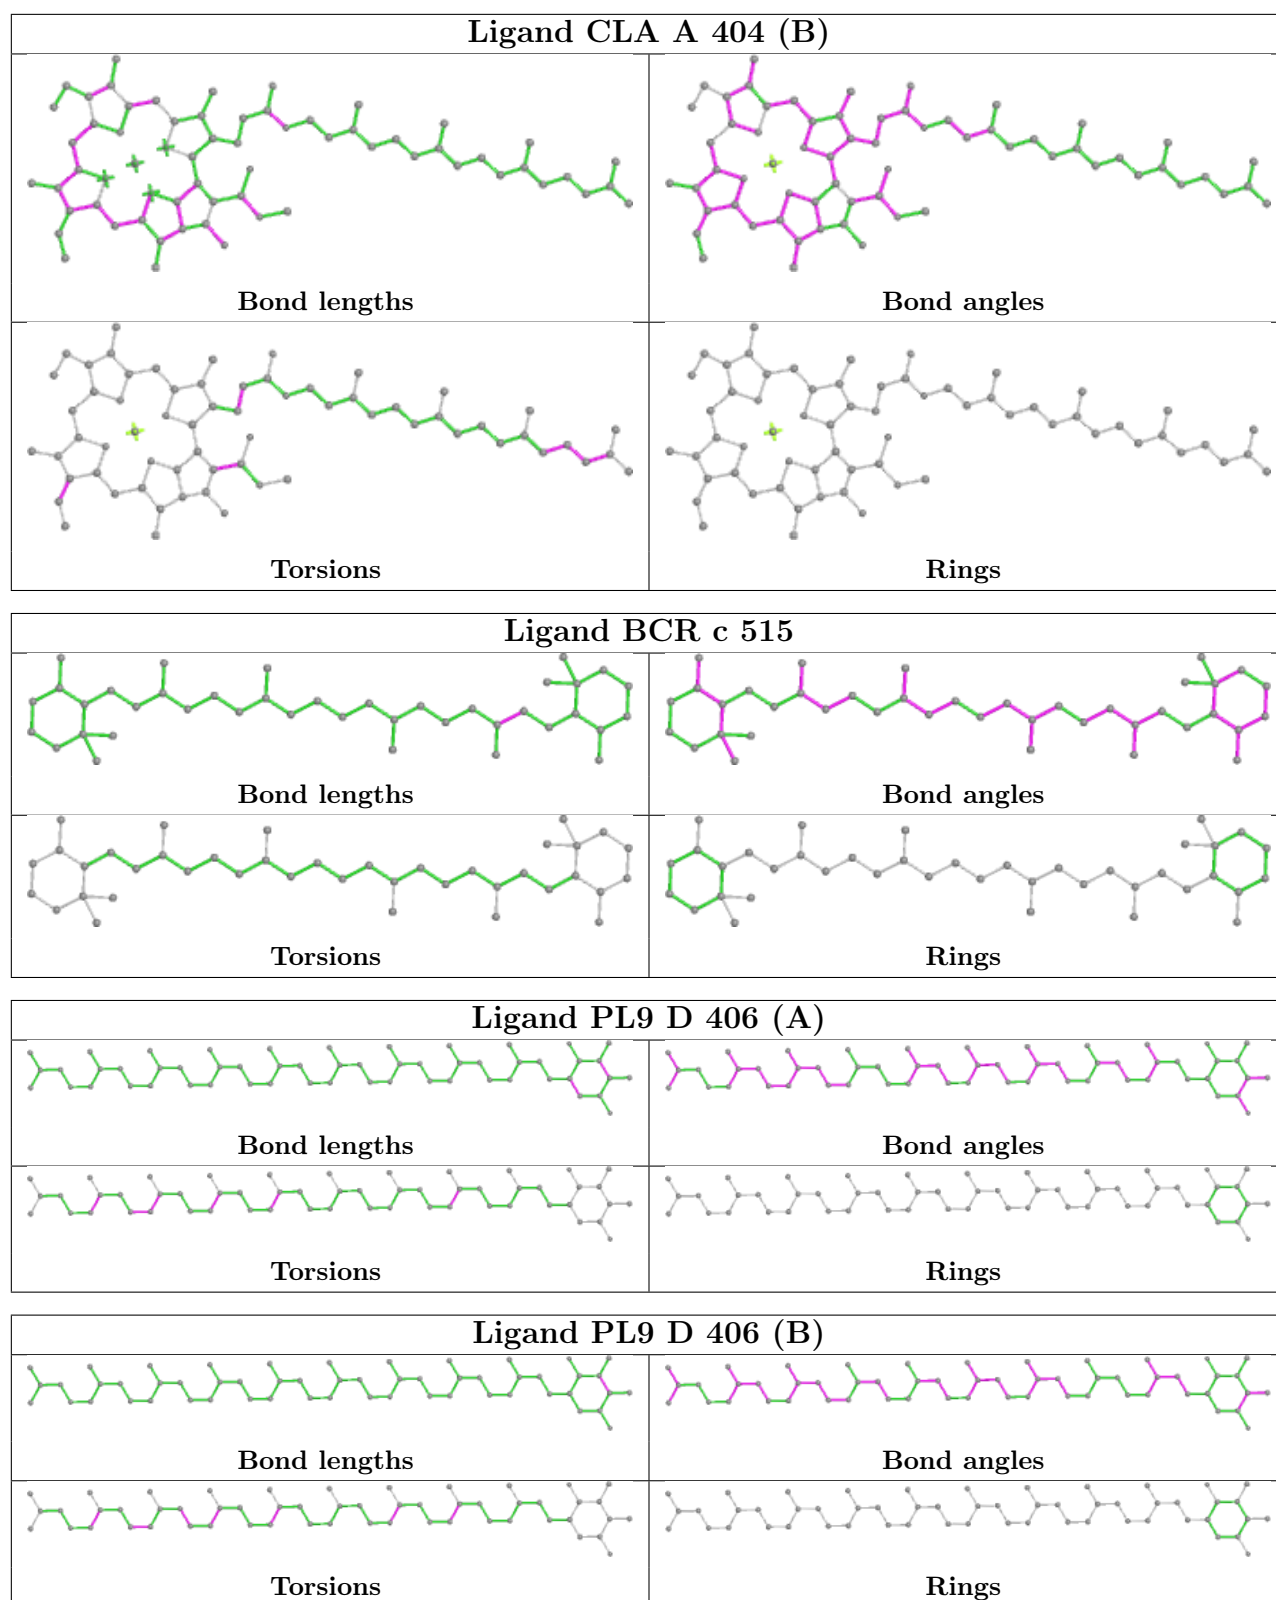 Ligand CLA A 404 (B)
Bond lengths
Bond angles
Torsions
Rings
Ligand BCR c 515
Bond lengths
Bond angles
Torsions
Rings
Ligand PL9 D 406 (A)
Bond lengths
Bond angles
Torsions
Rings
Ligand PL9 D 406 (B)
Bond lengths
Bond angles
Torsions
Rings